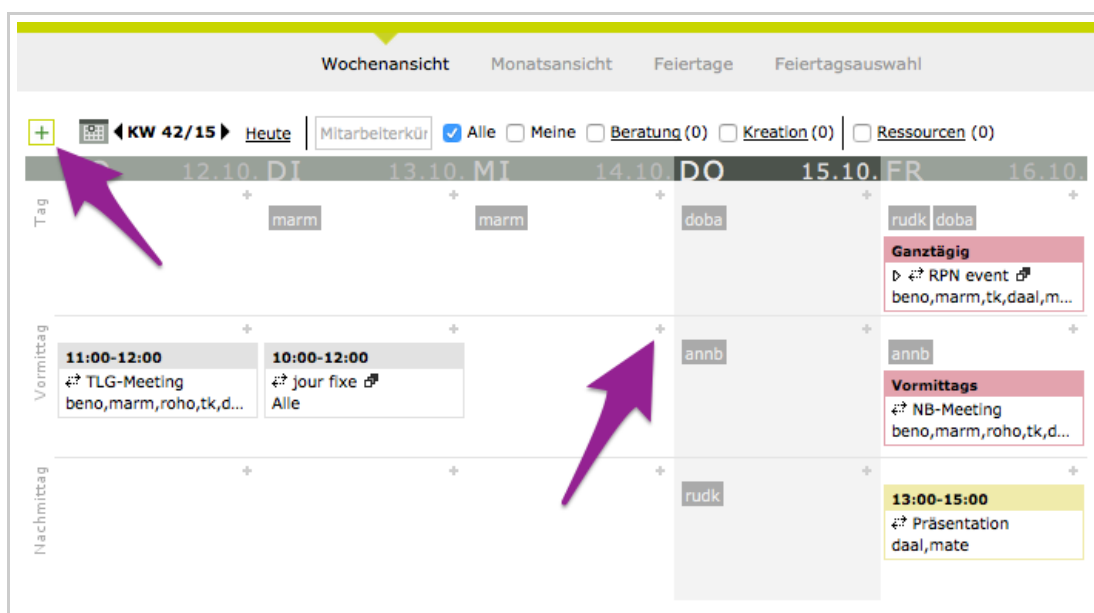 Wochenansicht Monatsansicht Feiertage Feiertagsauswahl
+ KW 42/15 Heute Mitarbeiterkür Alle Meine Beratung (0) Kreation (0) Ressourcen (0)
12.10. DI 13.10. MI 14.10. DO 15.10. FR 16.10.
Tag
marm marm doba rudk doba
Ganztägig
RPN event
beno,marm,tk,daal,m...
Vormittag
annb annb
11:00-12:00 10:00-12:00
TLG-Meeting jour fixe
beno,marm,roho,tk,d... Alle
Vormittags
NB-Meeting
beno,marm,roho,tk,d...
Nachmittag
rudk
13:00-15:00
Präsentation
daal,mate